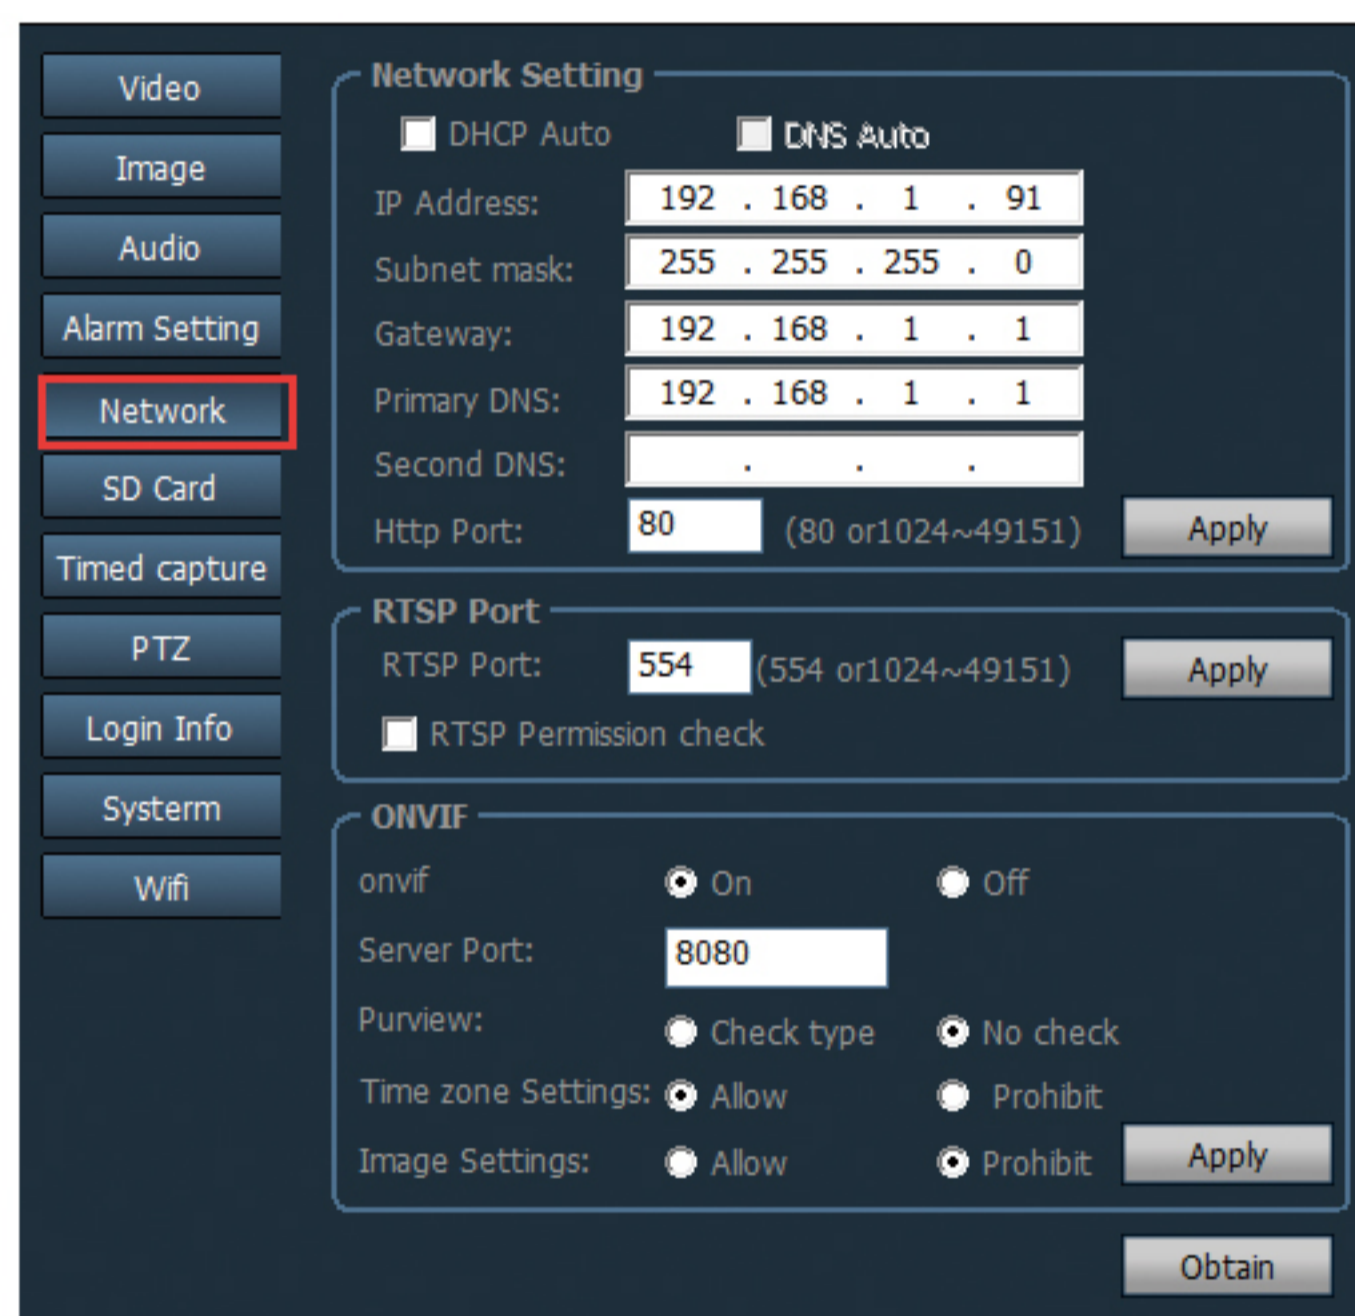 Video
Image
Audio
Alarm Setting
Network
SD Card
Timed capture
PTZ
Login Info
Systerm
Wifi
Network Setting
DHCP Auto DNS Auto
IP Address: 192 . 168 . 1 . 91
Subnet mask: 255 . 255 . 255 . 0
Gateway: 192 . 168 . 1 . 1
Primary DNS: 192 . 168 . 1 . 1
Second DNS: . . .
Http Port: 80 (80 or1024~49151) Apply
RTSP Port
RTSP Port: 554 (554 or1024~49151) Apply
RTSP Permission check
ONVIF
onvif On Off
Server Port: 8080
Purview: Check type No check
Time zone Settings: Allow Prohibit
Image Settings: Allow Prohibit Apply
Obtain